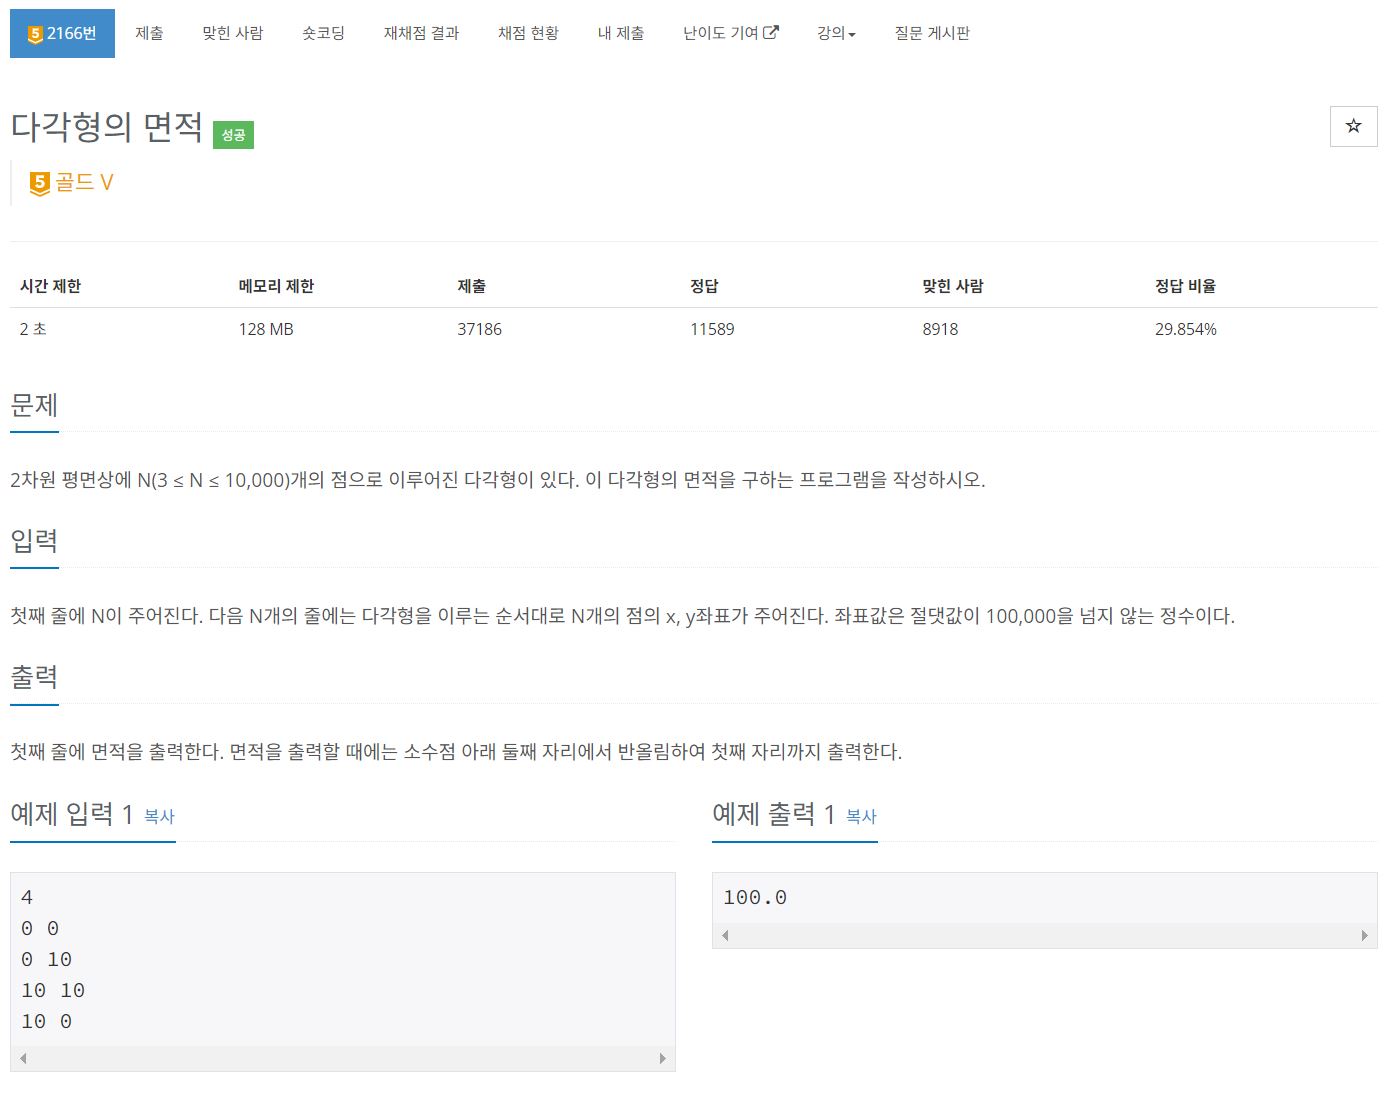 5 2166번 제출 맞힌 사람 숏코딩 재채점 결과 채점 현황 내 제출 난이도 기여 강의 질문 게시판
다각형의 면적 성공
5 골드 V
시간 제한 메모리 제한 제출 정답 맞힌 사람 정답 비율
2 초 128 MB 37186 11589 8918 29.854%
문제
2차원 평면상에 N(3 ≤ N ≤ 10,000)개의 점으로 이루어진 다각형이 있다. 이 다각형의 면적을 구하는 프로그램을 작성하시오.
입력
첫째 줄에 N이 주어진다. 다음 N개의 줄에는 다각형을 이루는 순서대로 N개의 점의 x, y좌표가 주어진다. 좌표값은 절댓값이 100,000을 넘지 않는 정수이다.
출력
첫째 줄에 면적을 출력한다. 면적을 출력할 때에는 소수점 아래 둘째 자리에서 반올림하여 첫째 자리까지 출력한다.
예제 입력 1 복사
4
0 0
0 10
10 10
10 0
예제 출력 1 복사
100.0